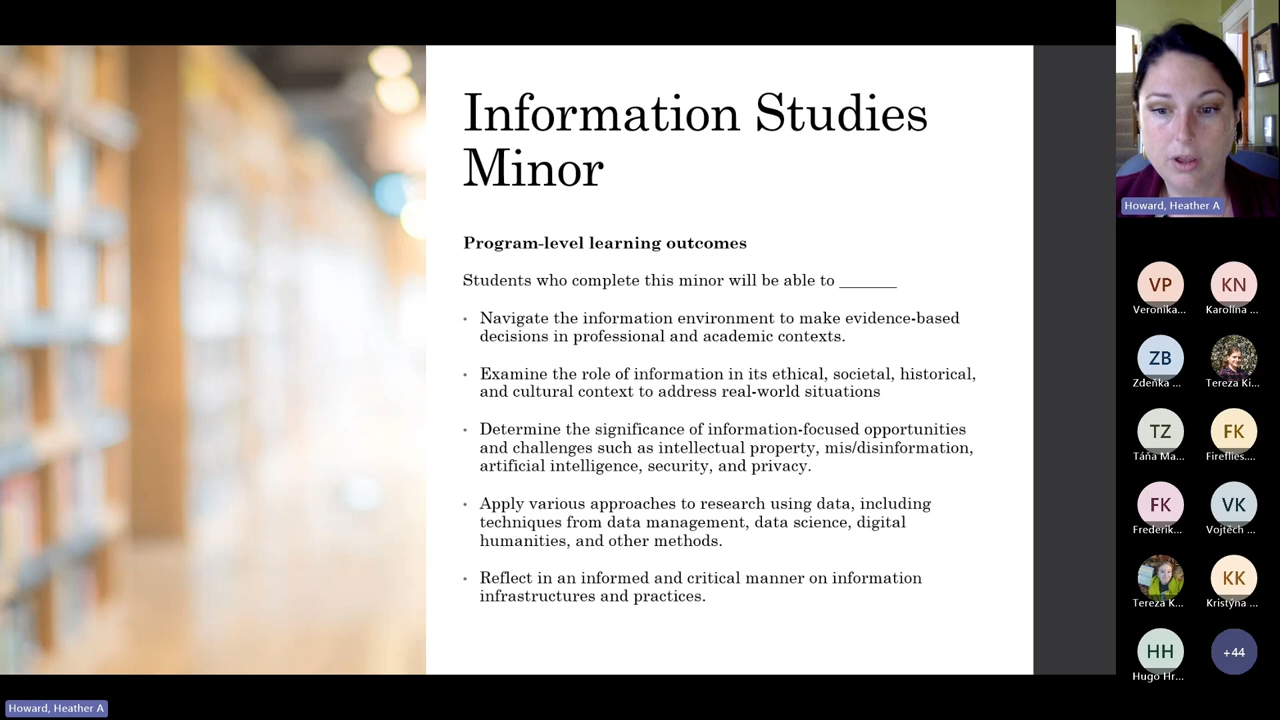 Information Studies
Minor
Program-level learning outcomes
Students who complete this minor will be able to _______
• Navigate the information environment to make evidence-based
decisions in professional and academic contexts.
• Examine the role of information in its ethical, societal, historical,
and cultural context to address real-world situations
• Determine the significance of information-focused opportunities
and challenges such as intellectual property, mis/disinformation,
artificial intelligence, security, and privacy.
• Apply various approaches to research using data, including
techniques from data management, data science, digital
humanities, and other methods.
• Reflect in an informed and critical manner on information
infrastructures and practices.
Howard, Heather A
VP
KN
Veronika...
Karolína ...
ZB
Zdeňka ...
Tereza Ki...
TZ
FK
Táňa Ma...
Fireflies....
FK
VK
Frederik...
Vojtěch ...
KK
Tereza K...
Kristýna ...
HH
+44
Hugo Hr...
Howard, Heather A